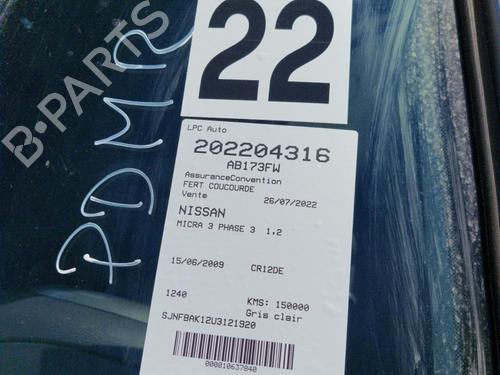 B-PARTS
PDMR
22
LPC Auto
202204316
AB173FW
AssuranceConvention
FERT COUCOURDE
Vente 26/07/2022
NISSAN
MICRA 3 PHASE 3 1.2
15/06/2009 CR12DE
1240 KMS: 150000
Gris clair
SJNFBAK12U3121920
000010637840